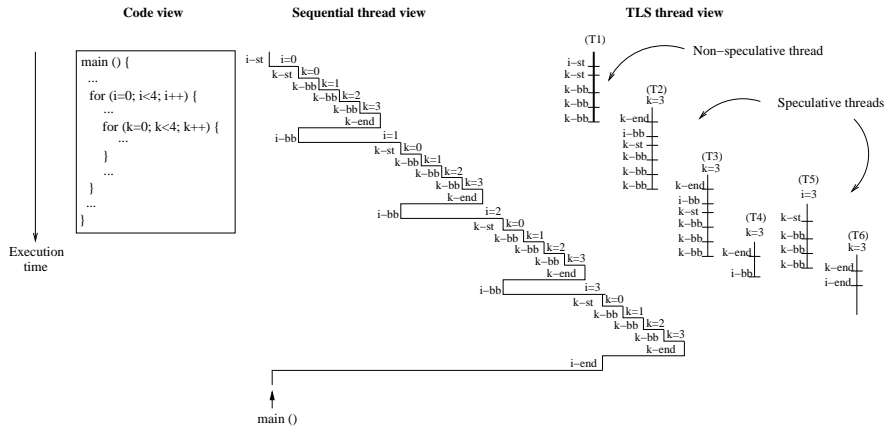 Code view
Sequential thread view
TLS thread view
main () {
...
for (i=0; i<4; i++) {
...
for (k=0; k<4; k++) {
...
}
...
}
...
}
Execution
time
i−st
i=0
k−st
k=0
k−bb
k=1
k−bb
k=2
k−bb
k=3
k−end
i−bb
i=1
k−st
k=0
k−bb
k=1
k−bb
k=2
k−bb
k=3
k−end
i−bb
i=2
k−st
k=0
k−bb
k=1
k−bb
k=2
k−bb
k=3
k−end
i−bb
i=3
k−st
k=0
k−bb
k=1
k−bb
k=2
k−bb
k=3
k−end
i−end
main ()
(T1)
i−st
k−st
k−bb
k−bb
k−bb
Non−speculative thread
(T2)
k=3
k−end
i−bb
k−st
k−bb
k−bb
k−bb
Speculative threads
(T3)
k=3
k−end
i−bb
k−st
k−bb
k−bb
k−bb
(T4)
k=3
k−end
i−bb
(T5)
i=3
k−st
k−bb
k−bb
k−bb
(T6)
k=3
k−end
i−end